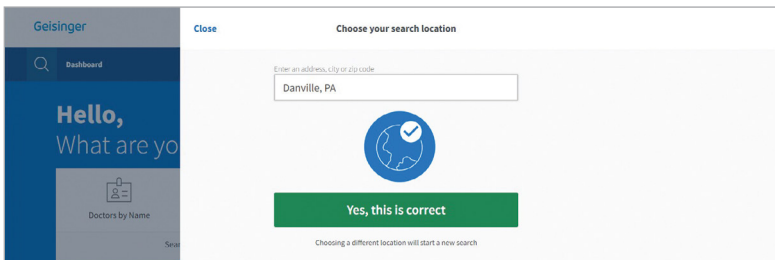 Geisinger
Close
Choose your search location
Dashboard
Enter an address, city or zip code
Danville, PA
Hello,
What are yo
Yes, this is correct
Doctors by Name
Sear
Choosing a different location will start a new search